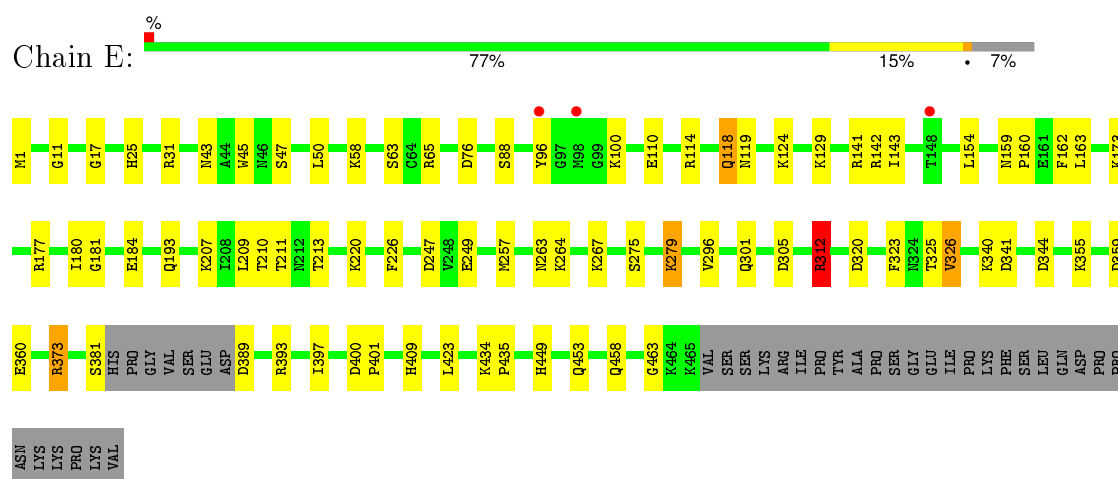 %
Chain E:
77% 15% • 7%
M1 G11 G17 H25 R31 N43 A44 W45 N46 S47 L50 K58 S63 C64 R65 D76 S88 Y96 G97 M98 G99 K100 E110 R114 Q118 N119 K124 K129 R141 R142 I143 T148 L154 N159 P160 E161 F162 L163 K173
R177 I180 G181 E184 Q193 K207 I208 L209 T210 T211 N212 T213 K220 F226 D247 V248 E249 M257 N263 K264 K267 S275 K279 V296 Q301 D305 R312 D320 F323 N324 T325 V326 K340 D341 D344 K355 D359
E360 R373 S381 HIS PRO GLY VAL SER GLU ASP D389 R393 I397 D400 P401 H409 L423 K434 P435 H449 Q453 Q458 G463 K464 K465 VAL SER SER LYS ARG ILE PRO TYR ALA PRO SER GLY GLU ILE PRO LYS PHE SER LEU GLN ASP PRO PRO
ASN LYS LYS PRO LYS VAL